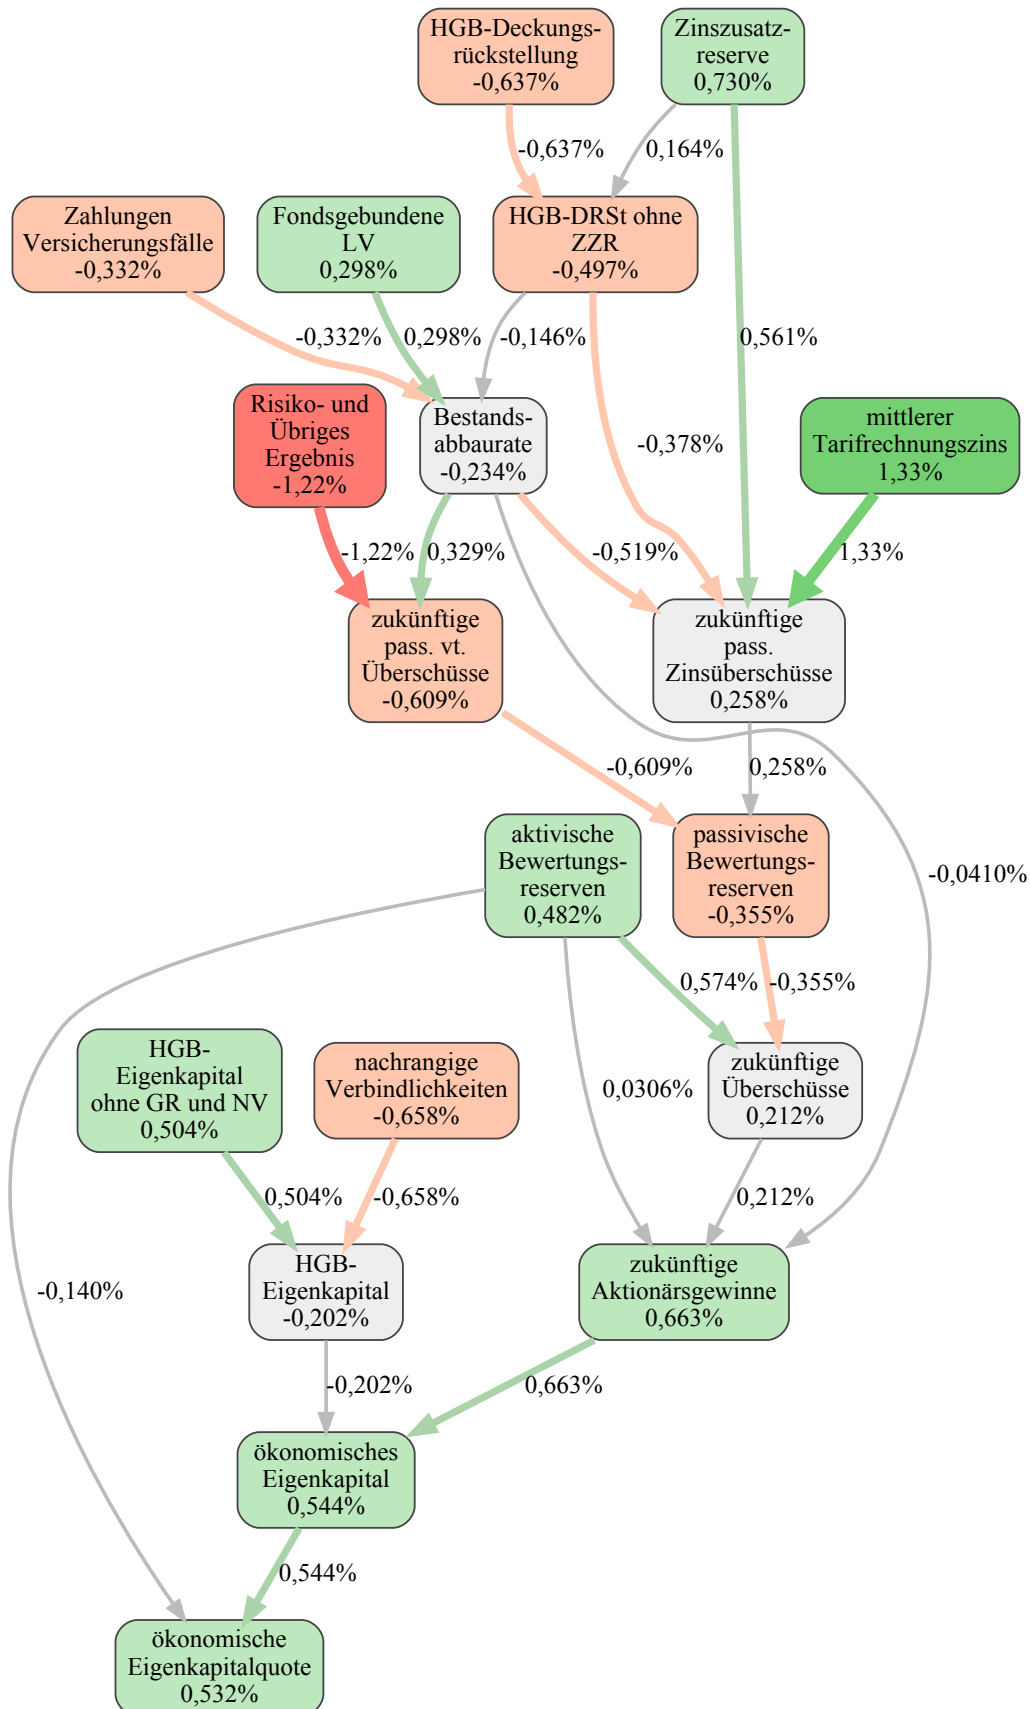 HGB-Deckungs-
rückstellung
-0,637%
Zinszusatz-
reserve
0,730%
-0,637%
0,164%
Zahlungen
Versicherungsfälle
-0,332%
Fondsgebundene
LV
0,298%
HGB-DRSt ohne
ZZR
-0,497%
-0,332%
0,298%
-0,146%
0,561%
Risiko- und
Übriges
Ergebnis
-1,22%
Bestands-
abbaurate
-0,234%
-0,378%
mittlerer
Tarifrechnungszins
1,33%
-1,22%
0,329%
-0,519%
1,33%
zukünftige
pass. vt.
Überschüsse
-0,609%
zukünftige
pass.
Zinsüberschüsse
0,258%
-0,609%
0,258%
aktivische
Bewertungs-
reserven
0,482%
passivische
Bewertungs-
reserven
-0,355%
-0,0410%
0,574%
-0,355%
HGB-
Eigenkapital
ohne GR und NV
0,504%
nachrangige
Verbindlichkeiten
-0,658%
0,0306%
zukünftige
Überschüsse
0,212%
0,504%
-0,658%
0,212%
-0,140%
HGB-
Eigenkapital
-0,202%
zukünftige
Aktionärsgewinne
0,663%
-0,202%
0,663%
ökonomisches
Eigenkapital
0,544%
0,544%
ökonomische
Eigenkapitalquote
0,532%